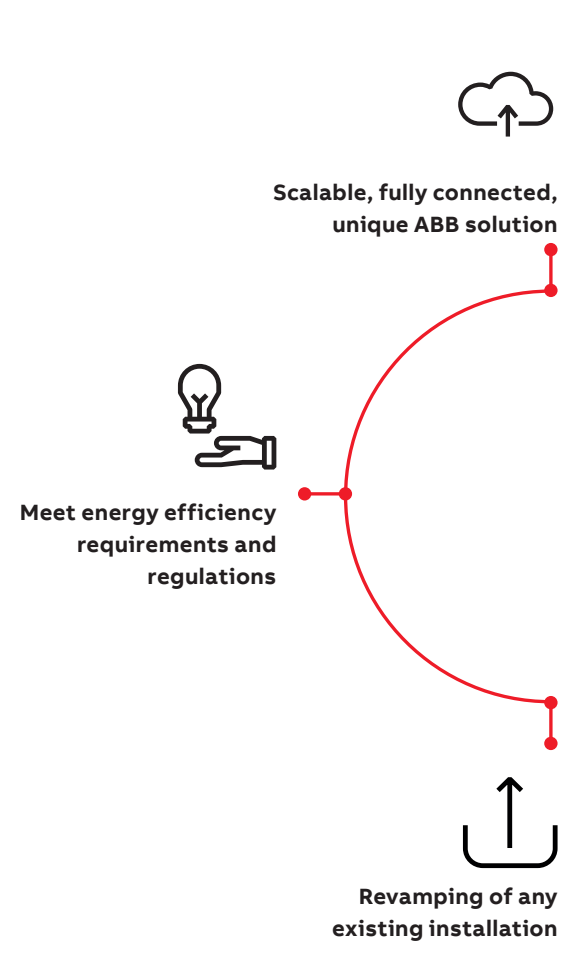 Scalable, fully connected,
unique ABB solution
Meet energy efficiency
requirements and
regulations
Revamping of any
existing installation